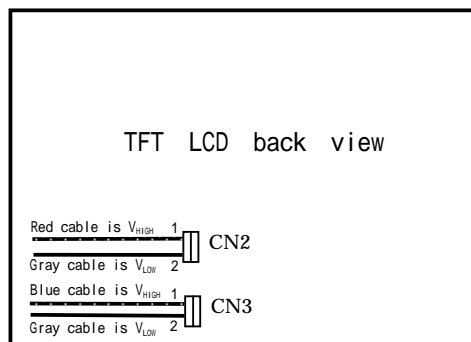 TFT LCD back view
Red cable is VHIGH 1
CN2
Gray cable is VLOW 2
Blue cable is VHIGH 1
CN3
Gray cable is VLOW 2